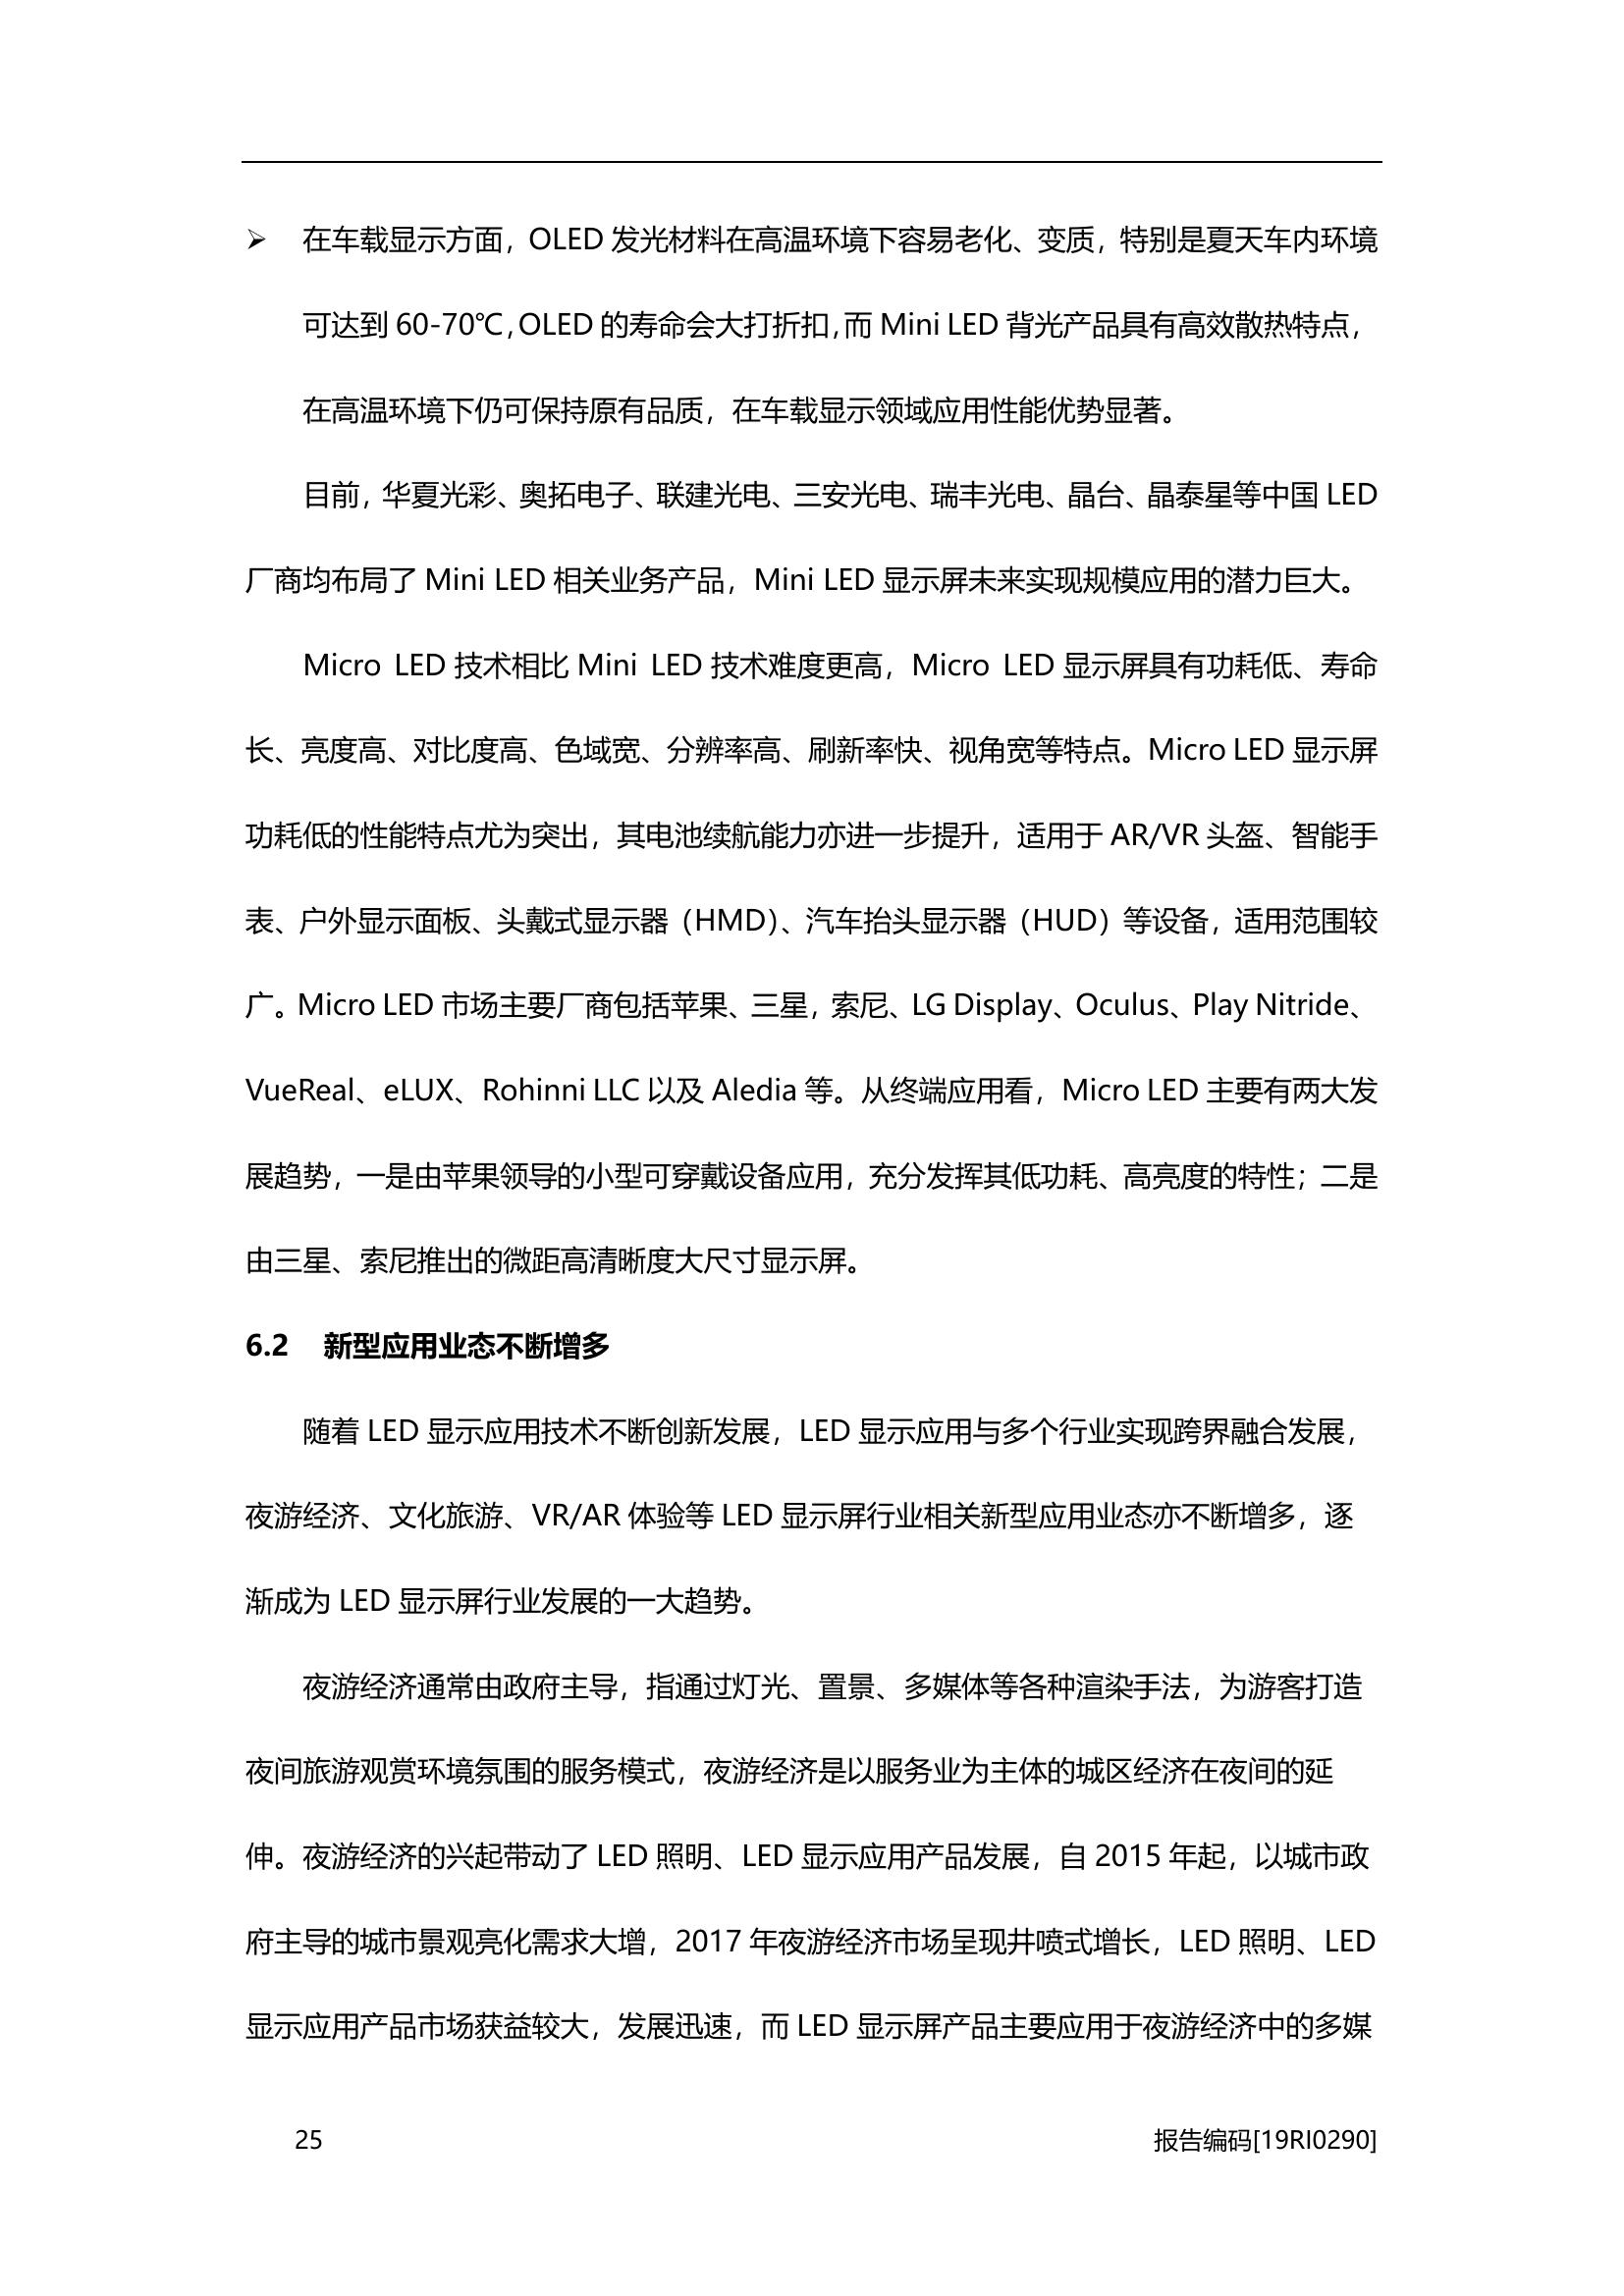 ➢ 在车载显示方面，OLED 发光材料在高温环境下容易老化、变质，特别是夏天车内环境
可达到 60-70℃，OLED 的寿命会大打折扣，而 Mini LED 背光产品具有高效散热特点，
在高温环境下仍可保持原有品质，在车载显示领域应用性能优势显著。
目前，华夏光彩、奥拓电子、联建光电、三安光电、瑞丰光电、晶台、晶泰星等中国 LED
厂商均布局了 Mini LED 相关业务产品，Mini LED 显示屏未来实现规模应用的潜力巨大。
Micro LED 技术相比 Mini LED 技术难度更高，Micro LED 显示屏具有功耗低、寿命
长、亮度高、对比度高、色域宽、分辨率高、刷新率快、视角宽等特点。Micro LED 显示屏
功耗低的性能特点尤为突出，其电池续航能力亦进一步提升，适用于 AR/VR 头盔、智能手
表、户外显示面板、头戴式显示器（HMD）、汽车抬头显示器（HUD）等设备，适用范围较
广。Micro LED 市场主要厂商包括苹果、三星，索尼、LG Display、Oculus、Play Nitride、
VueReal、eLUX、Rohinni LLC 以及 Aledia 等。从终端应用看，Micro LED 主要有两大发
展趋势，一是由苹果领导的小型可穿戴设备应用，充分发挥其低功耗、高亮度的特性；二是
由三星、索尼推出的微距高清晰度大尺寸显示屏。
6.2 新型应用业态不断增多
随着 LED 显示应用技术不断创新发展，LED 显示应用与多个行业实现跨界融合发展，
夜游经济、文化旅游、VR/AR 体验等 LED 显示屏行业相关新型应用业态亦不断增多，逐
渐成为 LED 显示屏行业发展的一大趋势。
夜游经济通常由政府主导，指通过灯光、置景、多媒体等各种渲染手法，为游客打造
夜间旅游观赏环境氛围的服务模式，夜游经济是以服务业为主体的城区经济在夜间的延
伸。夜游经济的兴起带动了 LED 照明、LED 显示应用产品发展，自 2015 年起，以城市政
府主导的城市景观亮化需求大增，2017 年夜游经济市场呈现井喷式增长，LED 照明、LED
显示应用产品市场获益较大，发展迅速，而 LED 显示屏产品主要应用于夜游经济中的多媒
25 报告编码[19RI0290]